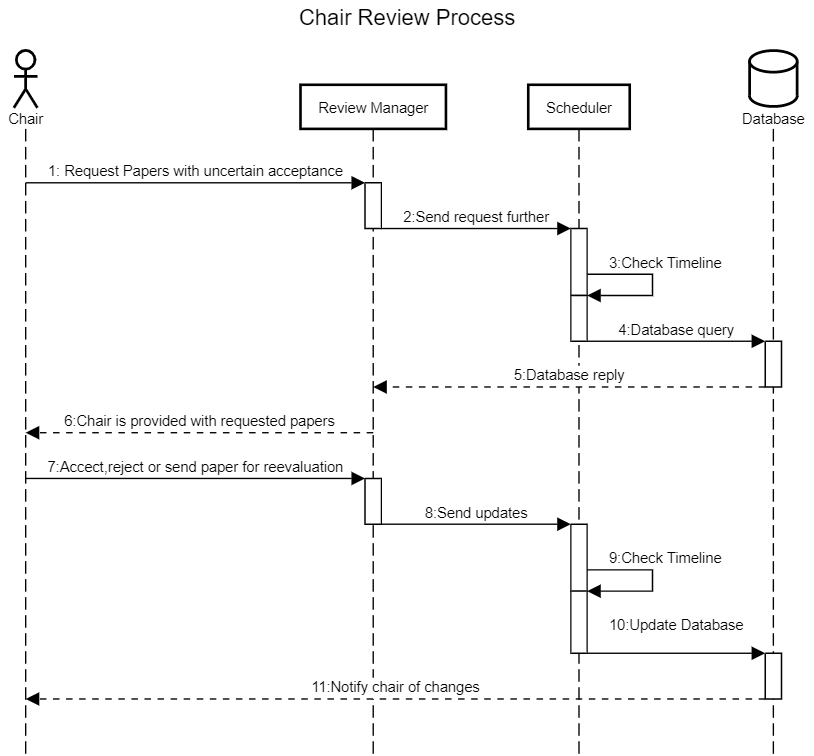 Chair Review Process
Chair
Review Manager
Scheduler
Database
1: Request Papers with uncertain acceptance
2:Send request further
3:Check Timeline
4:Database query
5:Database reply
6:Chair is provided with requested papers
7:Accect,reject or send paper for reevaluation
8:Send updates
9:Check Timeline
10:Update Database
11:Notify chair of changes